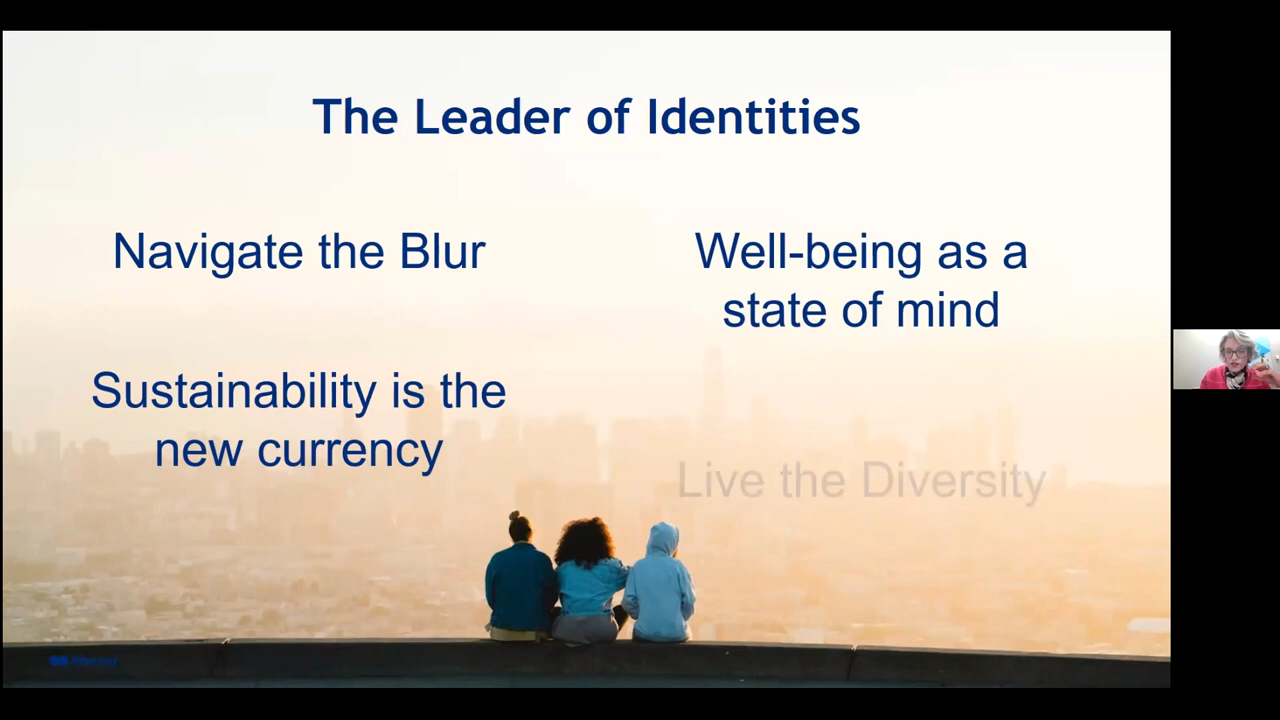 The Leader of Identities
Navigate the Blur
Well-being as a
state of mind
Sustainability is the
new currency
Live the Diversity